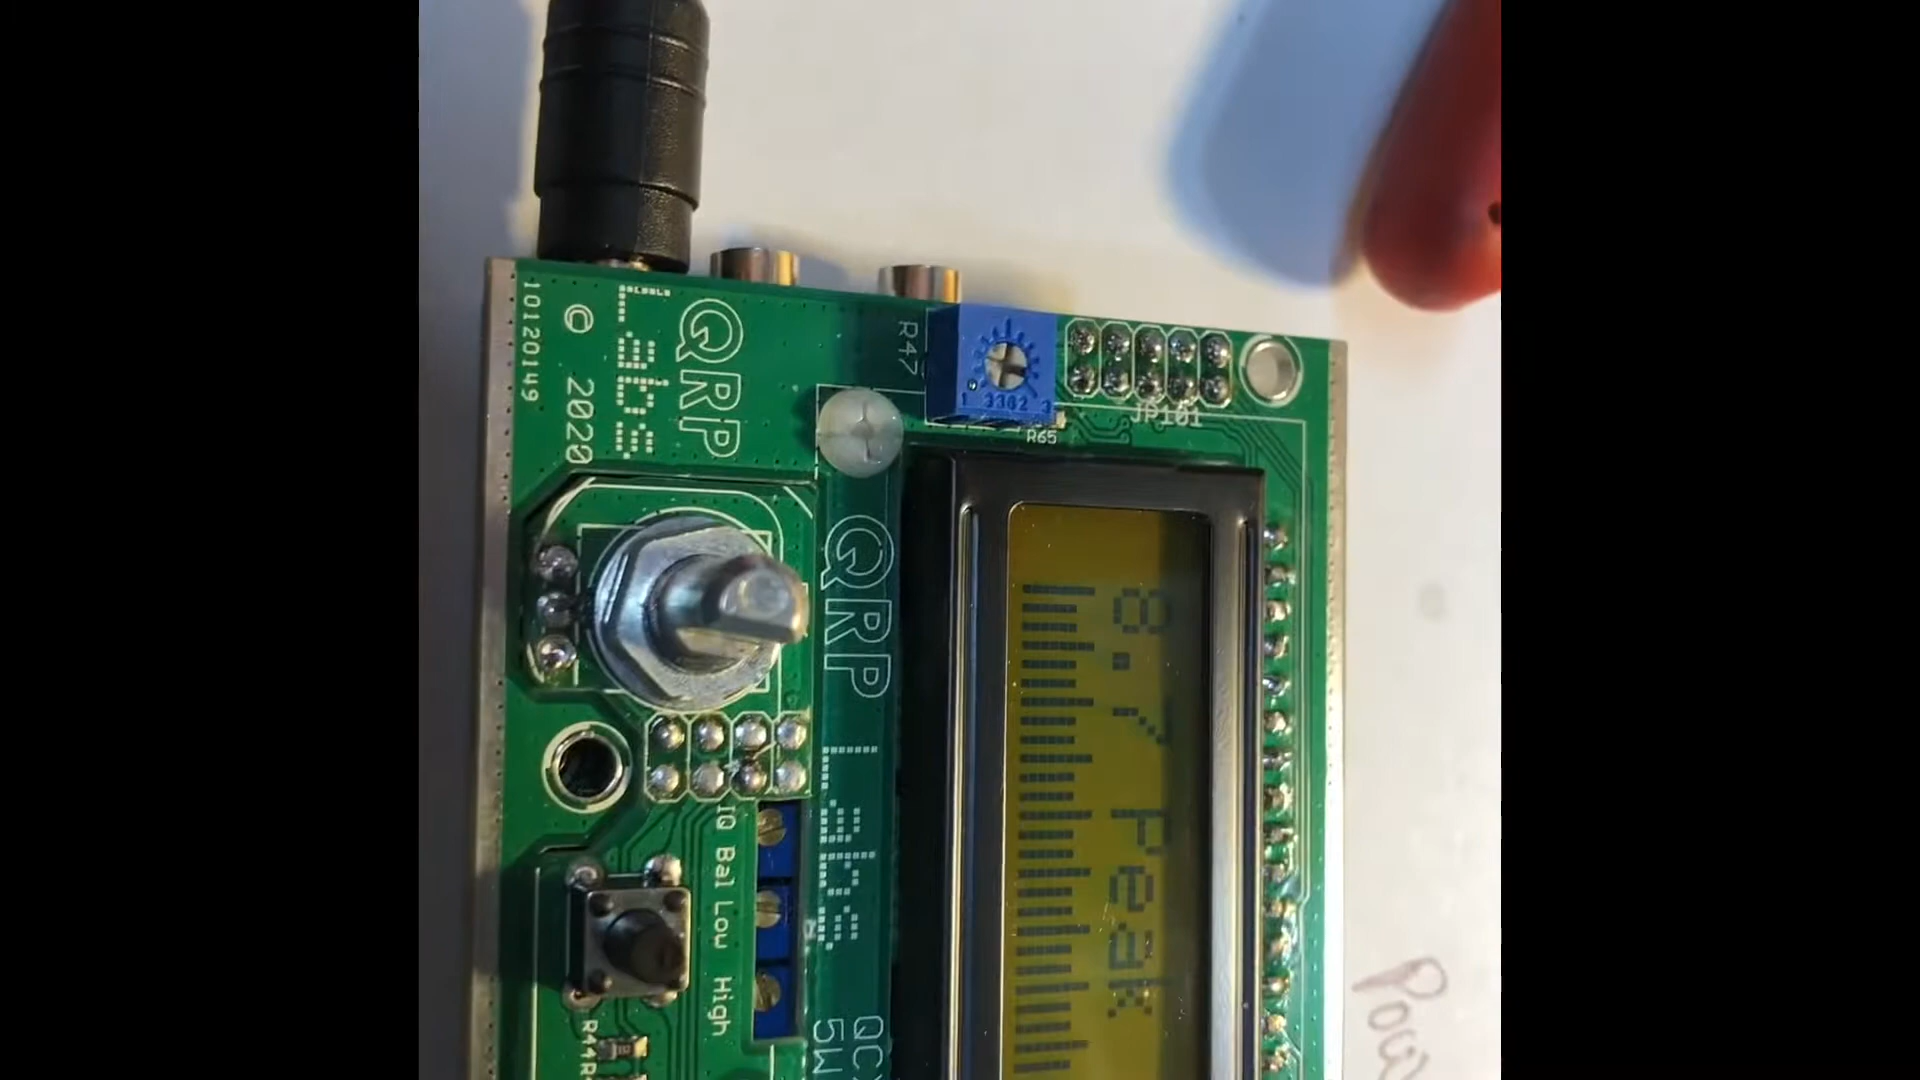 10120149
© 2020
QRP
Labs
R47
1 3362 3
R65
JP101
QRP
Labs
8.7 Peak
IQ Bal Low High
5W